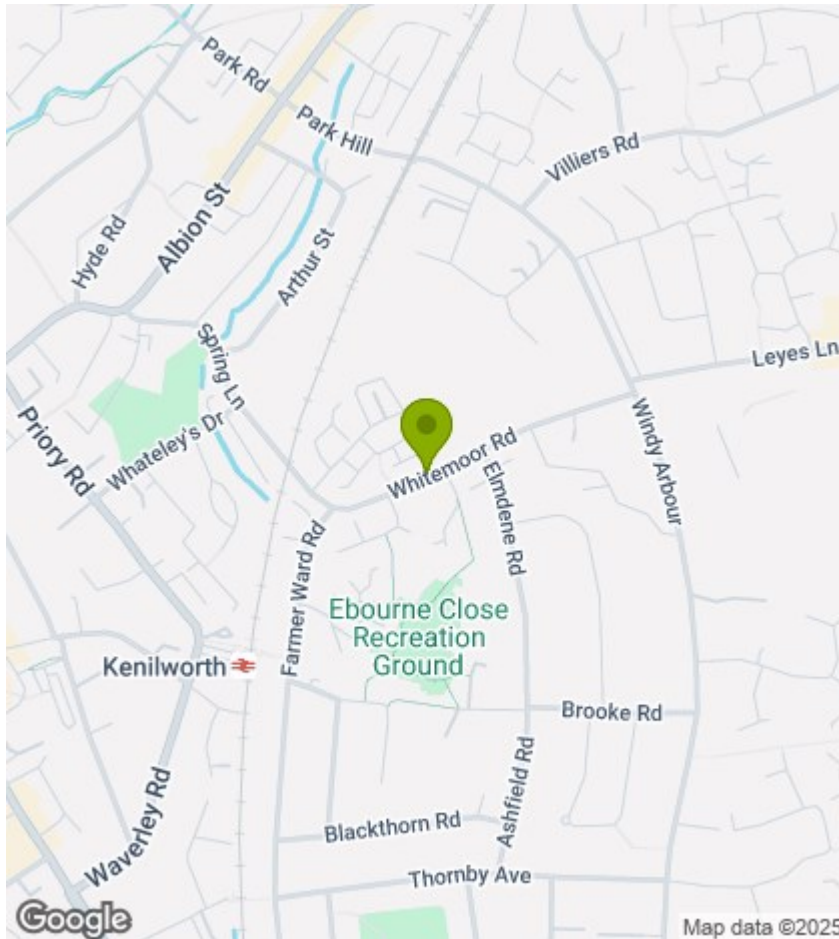 Park Rd
Park Hill
Villiers Rd
Albion St
Hyde Rd
Arthur St
Spring Ln
Leyes Ln
Priory Rd
Whateley's Dr
Whitemoor Rd
Windy Arbour
Elmdene Rd
Farmer Ward Rd
Ebourne Close
Recreation
Ground
Kenilworth
Brooke Rd
Ashfield Rd
Waverley Rd
Blackthorn Rd
Thornby Ave
Google
Map data ©2025